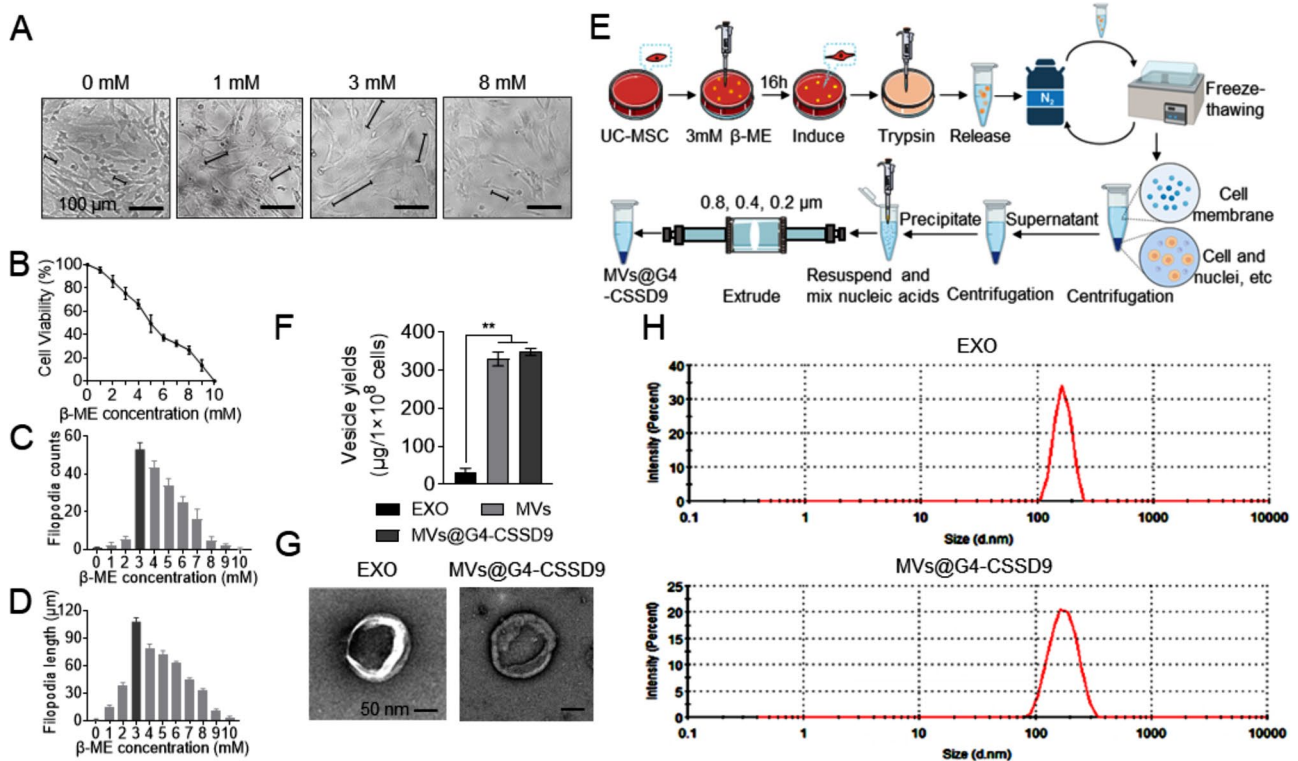 A
0 mM
1 mM
3 mM
8 mM
100 μm
B
Cell Viability (%)
100
80
60
40
20
0
0
2
4
6
8
10
β-ME concentration (mM)
C
Filopodia counts
60
40
20
0
0 1 2 3 4 5 6 7 8 9 10
β-ME concentration (mM)
D
Filopodia length (μm)
120
90
60
30
0
0 1 2 3 4 5 6 7 8 9 10
β-ME concentration (mM)
E
UC-MSC
3mM β-ME
16h
Induce
Trypsin
Release
N2
Freeze-
thawing
Cell
membrane
Cell and
nuclei, etc
Centrifugation
Supernatant
Centrifugation
Precipitate
Resuspend and
mix nucleic acids
0.8, 0.4, 0.2 μm
Extrude
MVs@G4
-CSSD9
F
Vesicle yields
(μg/1×10⁸ cells)
400
300
200
100
0
**
EXO
MVs
MVs@G4-CSSD9
G
EXO
MVs@G4-CSSD9
50 nm
H
EXO
Intensity (Percent)
40
30
20
10
0
0.1
1
10
100
1000
10000
Size (d.nm)
MVs@G4-CSSD9
Intensity (Percent)
25
20
15
10
5
0
0.1
1
10
100
1000
10000
Size (d.nm)